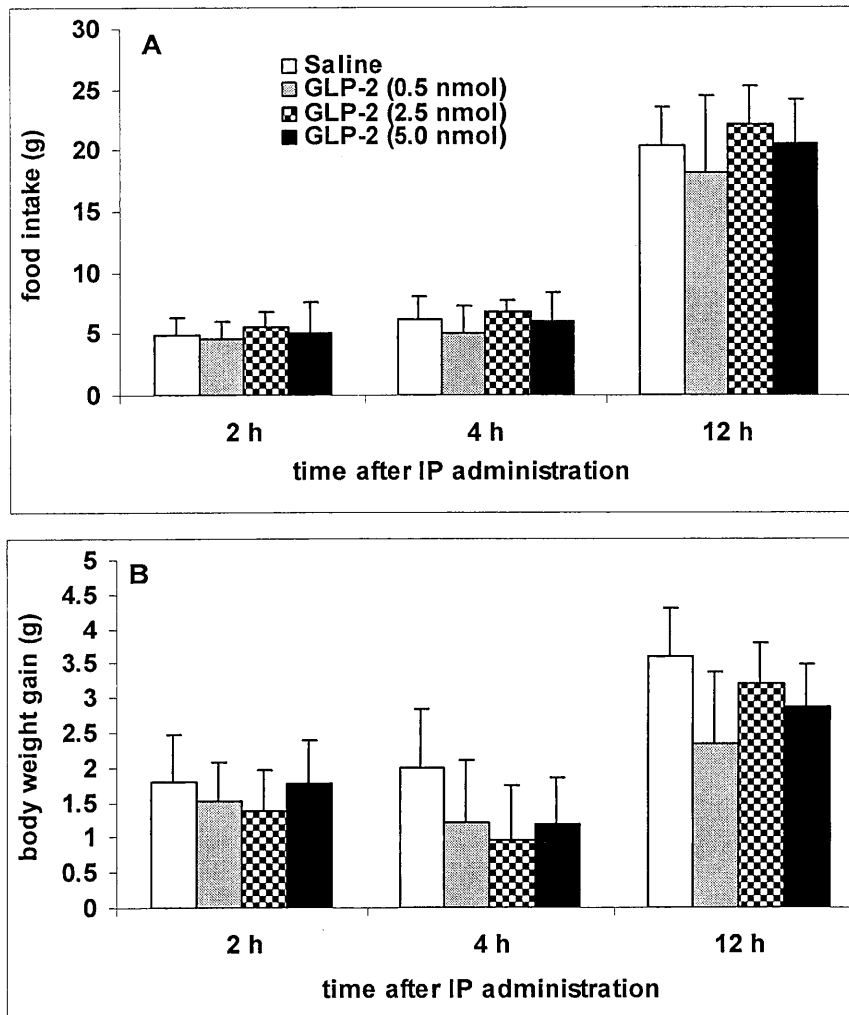 A
30
25
20
15
10
5
0
food intake (g)
Saline
GLP-2 (0.5 nmol)
GLP-2 (2.5 nmol)
GLP-2 (5.0 nmol)
2 h 4 h 12 h
time after IP administration
B
5
4.5
4
3.5
3
2.5
2
1.5
1
0.5
0
body weight gain (g)
2 h 4 h 12 h
time after IP administration